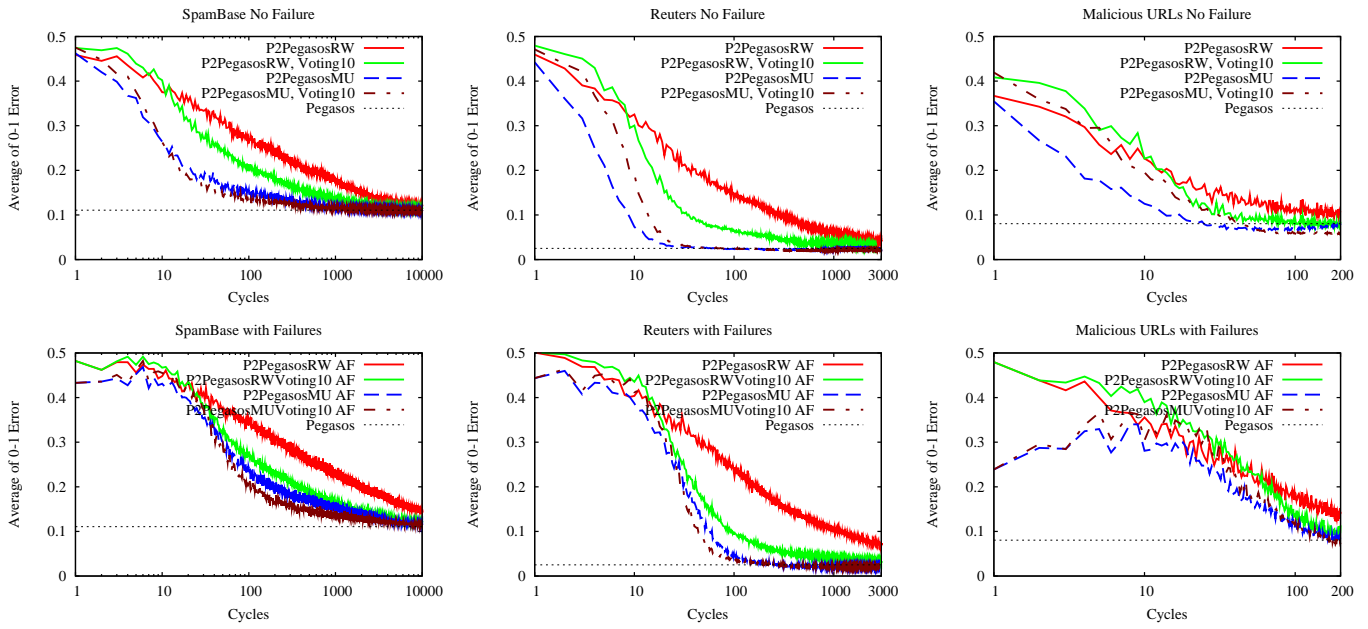 SpamBase No Failure
Average of 0-1 Error
0.5
0.4
0.3
0.2
0.1
0
P2PegasosRW
P2PegasosRW, Voting10
P2PegasosMU
P2PegasosMU, Voting10
Pegasos
1 10 100 1000 10000
Cycles
Reuters No Failure
Average of 0-1 Error
0.5
0.4
0.3
0.2
0.1
0
P2PegasosRW
P2PegasosRW, Voting10
P2PegasosMU
P2PegasosMU, Voting10
Pegasos
1 10 100 1000 3000
Cycles
Malicious URLs No Failure
Average of 0-1 Error
0.5
0.4
0.3
0.2
0.1
0
P2PegasosRW
P2PegasosRW, Voting10
P2PegasosMU
P2PegasosMU, Voting10
Pegasos
1 10 100 200
Cycles
SpamBase with Failures
Average of 0-1 Error
0.5
0.4
0.3
0.2
0.1
0
P2PegasosRW AF
P2PegasosRWVoting10 AF
P2PegasosMU AF
P2PegasosMUVoting10 AF
Pegasos
1 10 100 1000 10000
Cycles
Reuters with Failures
Average of 0-1 Error
0.5
0.4
0.3
0.2
0.1
0
P2PegasosRW AF
P2PegasosRWVoting10 AF
P2PegasosMU AF
P2PegasosMUVoting10 AF
Pegasos
1 10 100 1000 3000
Cycles
Malicious URLs with Failures
Average of 0-1 Error
0.5
0.4
0.3
0.2
0.1
0
P2PegasosRW AF
P2PegasosRWVoting10 AF
P2PegasosMU AF
P2PegasosMUVoting10 AF
Pegasos
1 10 100 200
Cycles